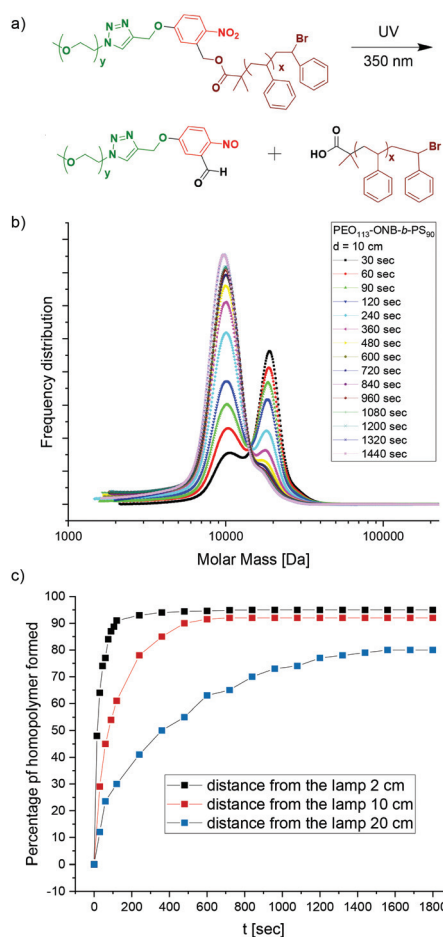 a)
N=N
N
O
O
y
O
NO₂
O
O
Br
x
UV
350 nm
N=N
N
O
O
y
NO
O
+
O
HO
Br
x
b)
PEO113-ONB-b-PS90
d = 10 cm
30 sec
60 sec
90 sec
120 sec
240 sec
360 sec
480 sec
600 sec
720 sec
840 sec
960 sec
1080 sec
1200 sec
1320 sec
1440 sec
Frequency distribution
1000 10000 100000
Molar Mass [Da]
c)
100
90
80
70
60
50
40
30
20
10
0
-10
Percentage pf homopolymer formed
distance from the lamp 2 cm
distance from the lamp 10 cm
distance from the lamp 20 cm
0 200 400 600 800 1000 1200 1400 1600 1800
t [sec]